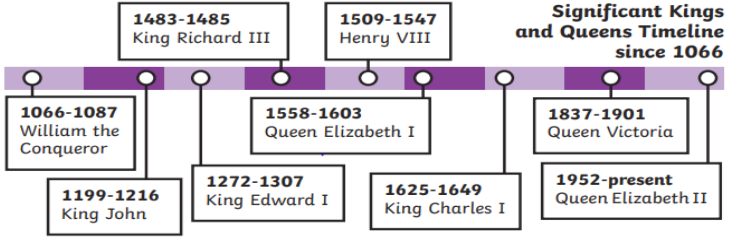 Significant Kings
and Queens Timeline
since 1066
1066-1087
William the
Conqueror
1199-1216
King John
1272-1307
King Edward I
1483-1485
King Richard III
1509-1547
Henry VIII
1558-1603
Queen Elizabeth I
1625-1649
King Charles I
1837-1901
Queen Victoria
1952-present
Queen Elizabeth II